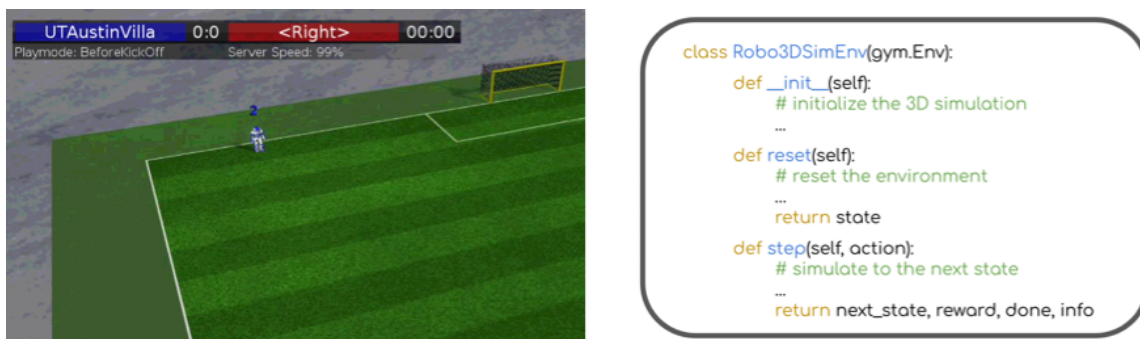 UTAustinVilla 0:0 <Right> 00:00
Playmode: BeforeKickOff Server Speed: 99%
2
class Robo3DSimEnv(gym.Env):
def __init__(self):
# initialize the 3D simulation
...
def reset(self):
# reset the environment
...
return state
def step(self, action):
# simulate to the next state
...
return next_state, reward, done, info